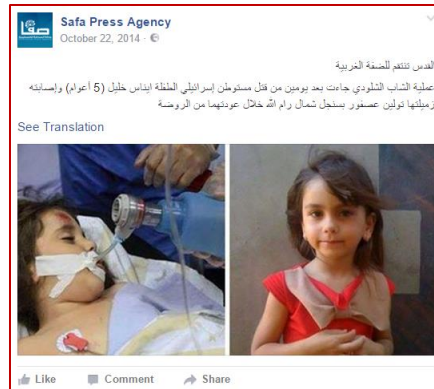 صفا
Safa Press Agency
October 22, 2014 ·
القدس تنتقم للضفة الغربية
عملية الشاب الشلودي جاءت بعد يومين من قتل مستوطن إسرائيلي الطفلة ايناس خليل (5 أعوام) وإصابته
زميلتها تولين عصفور بسنجل شمال رام الله خلال عودتهما من الروضة
See Translation
Like Comment Share